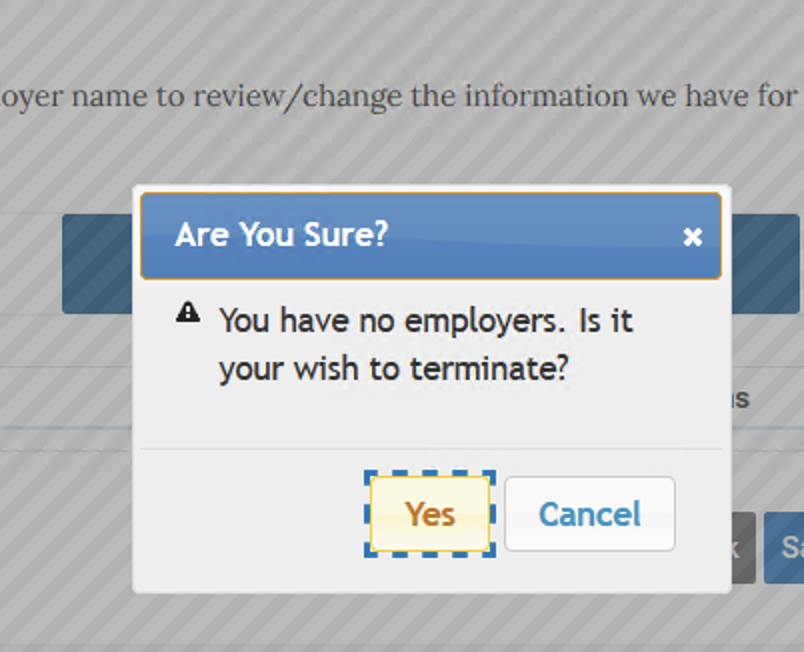 oyer name to review/change the information we have for
Are You Sure?
You have no employers. Is it
your wish to terminate?
Yes
Cancel